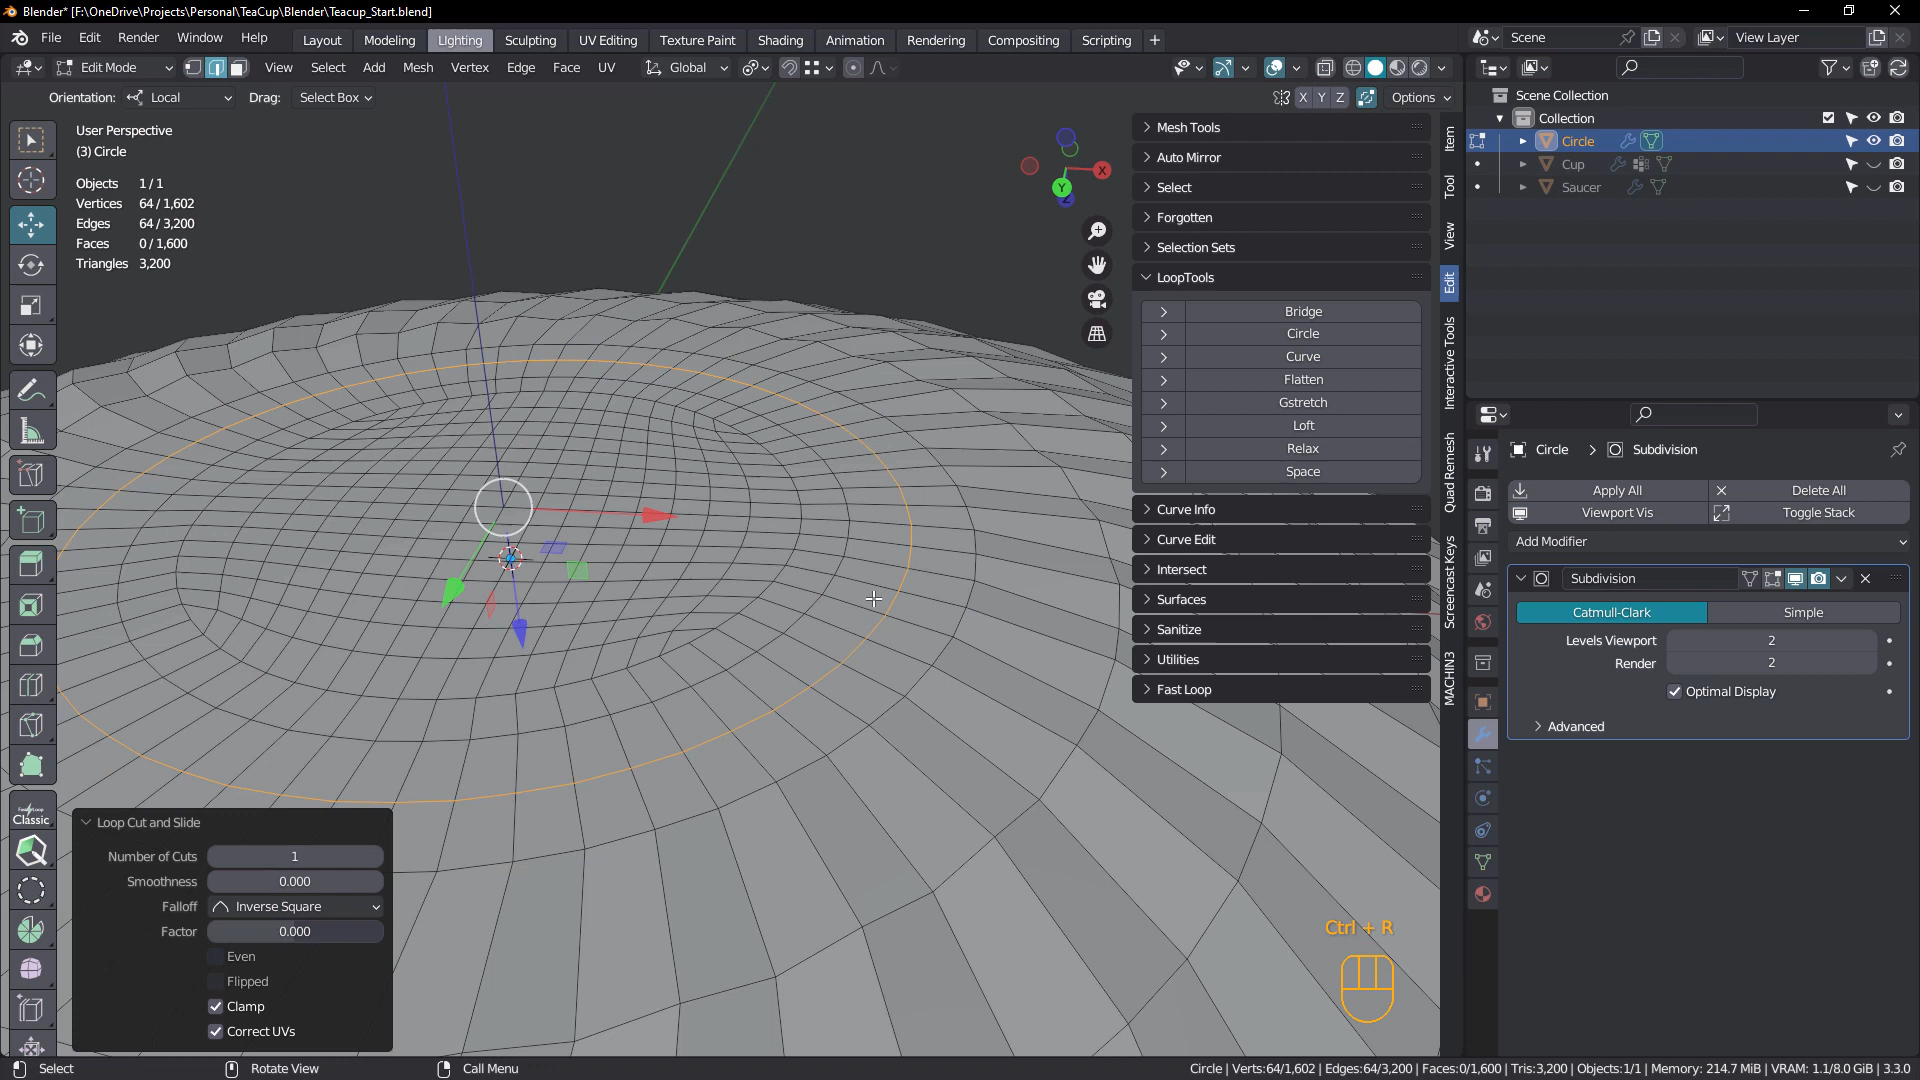 Blender* [F:\OneDrive\Projects\Personal\TeaCup\Blender\Teacup_Start.blend]
File Edit Render Window Help Layout Modeling Lighting Sculpting UV Editing Texture Paint Shading Animation Rendering Compositing Scripting + Scene View Layer
Edit Mode View Select Add Mesh Vertex Edge Face UV Global
Orientation: Local Drag: Select Box X Y Z Options
User Perspective
(3) Circle
Objects 1/1
Vertices 64/1,602
Edges 64/3,200
Faces 0/1,600
Triangles 3,200
X
Y
Z
Classic
Mesh Tools
Auto Mirror
Select
Forgotten
Selection Sets
LoopTools
Bridge
Circle
Curve
Flatten
Gstretch
Loft
Relax
Space
Curve Info
Curve Edit
Intersect
Surfaces
Sanitize
Utilities
Fast Loop
Item
Tool
View
Edit
Interactive Tools
Quad Remesh
Screencast Keys
MACHIN3
Scene Collection
Collection
Circle
Cup
Saucer
Circle > Subdivision
Apply All Delete All
Viewport Vis Toggle Stack
Add Modifier
Subdivision
Catmull-Clark Simple
Levels Viewport 2
Render 2
Optimal Display
Advanced
Loop Cut and Slide
Number of Cuts 1
Smoothness 0.000
Falloff Inverse Square
Factor 0.000
Even
Flipped
Clamp
Correct UVs
Ctrl + R
Select Rotate View Call Menu Circle | Verts:64/1,602 | Edges:64/3,200 | Faces:0/1,600 | Tris:3,200 | Objects:1/1 | Memory: 214.7 MiB | VRAM: 1.1/8.0 GiB | 3.3.0